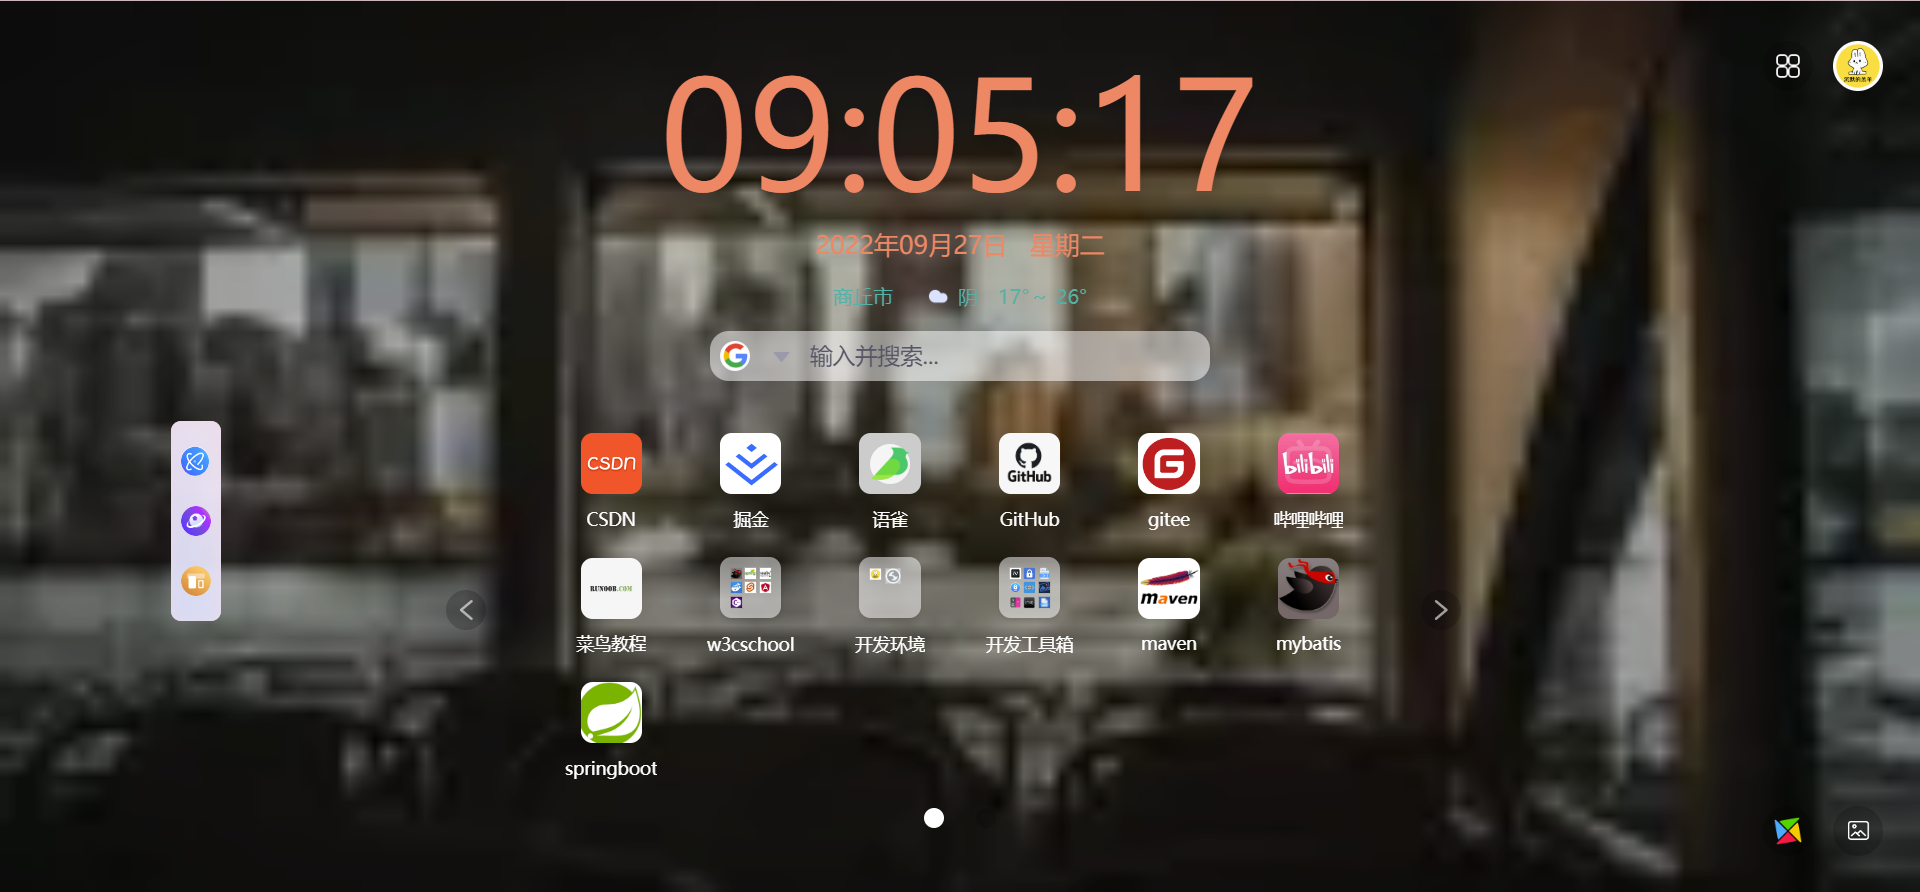 09:05:17
2022年09月27日 星期二
商丘市 阴 17° ~ 26°
输入并搜索...
CSDN
GitHub
bilibili
CSDN 掘金 语雀 GitHub gitee 哔哩哔哩
RUNOOB.COM
maven
菜鸟教程 w3cschool 开发环境 开发工具箱 maven mybatis
springboot